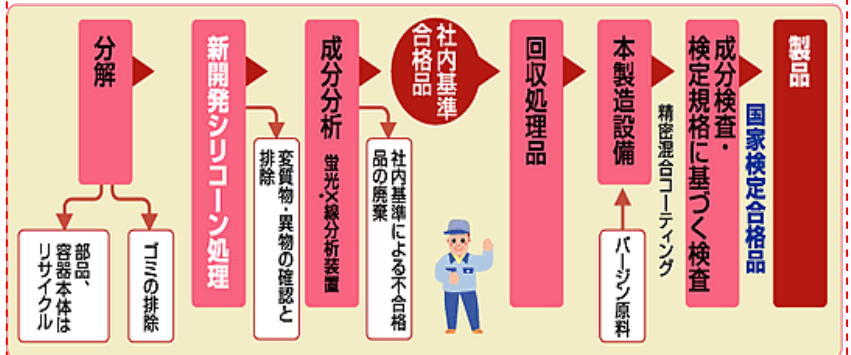 分解
部品、
容器本体は
リサイクル
ゴミの排除
新開発シリコーン処理
変質物・異物の確認と
排除
成分分析 蛍光X線分析装置
社内基準による不合格
品の廃棄
社内基準
合格品
回収処理品
本製造設備
バージン原料
精密混合コーティング
成分検査・
検定規格に基づく検査
国家検定合格品
製品